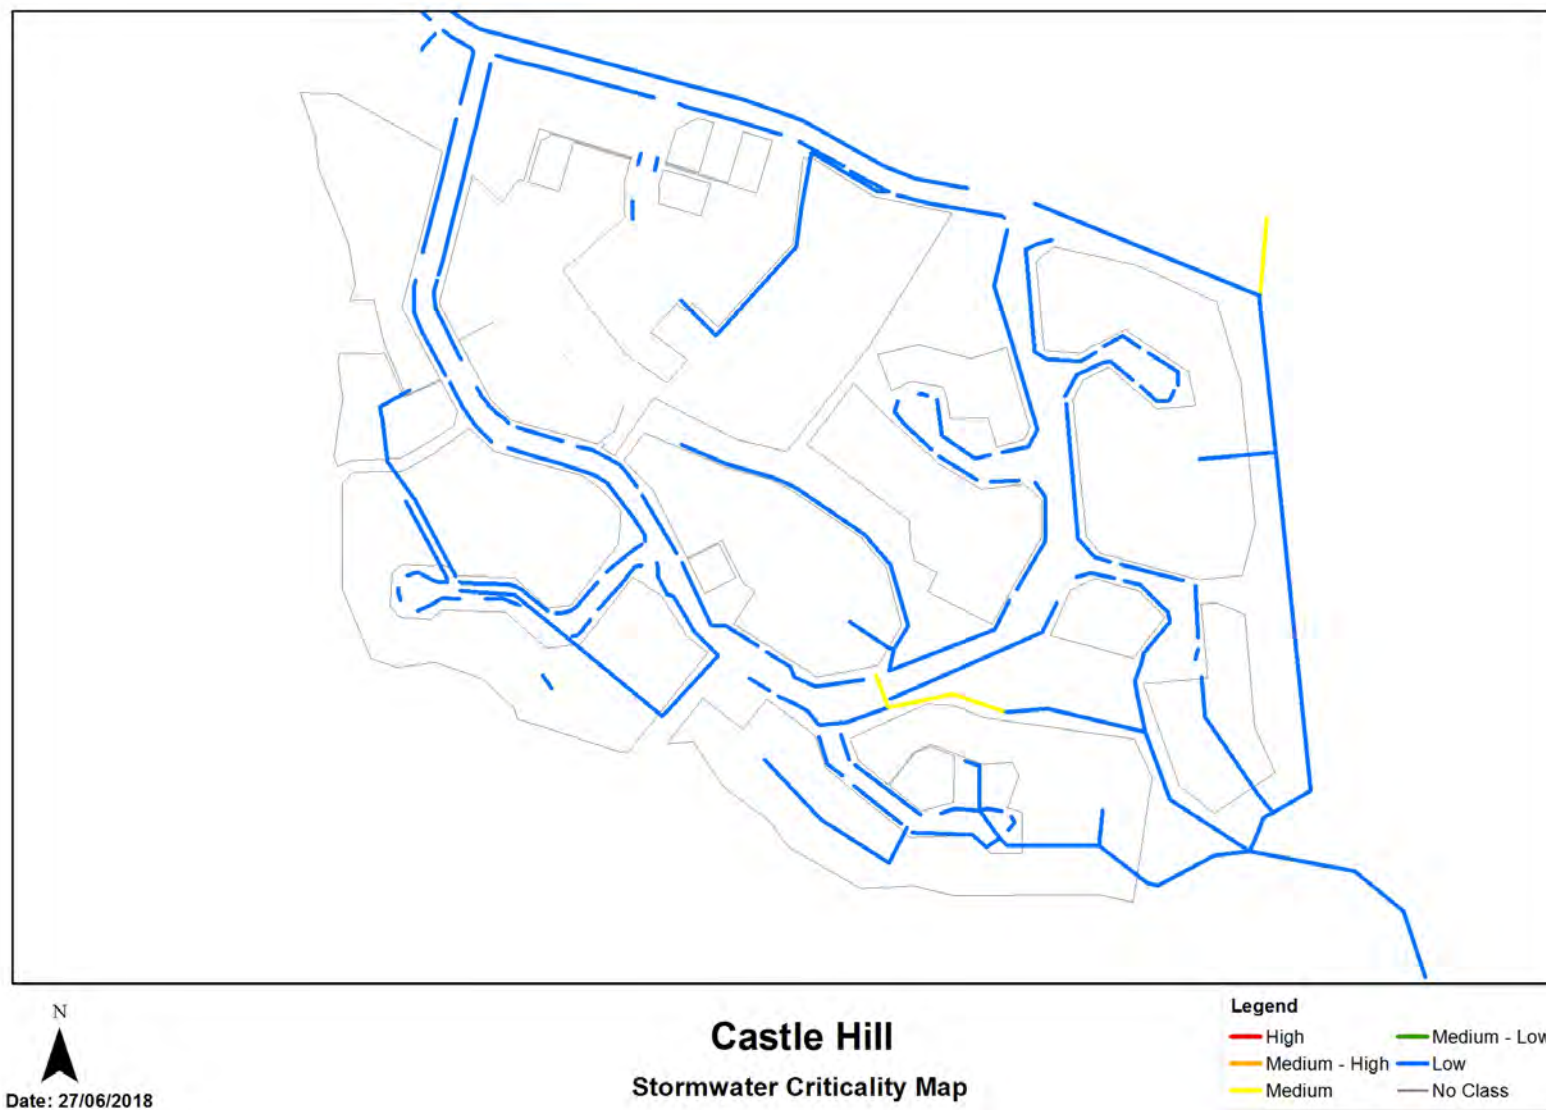 N
Date: 27/06/2018
Castle Hill
Stormwater Criticality Map
Legend
High
Medium - High
Medium
Medium - Low
Low
No Class